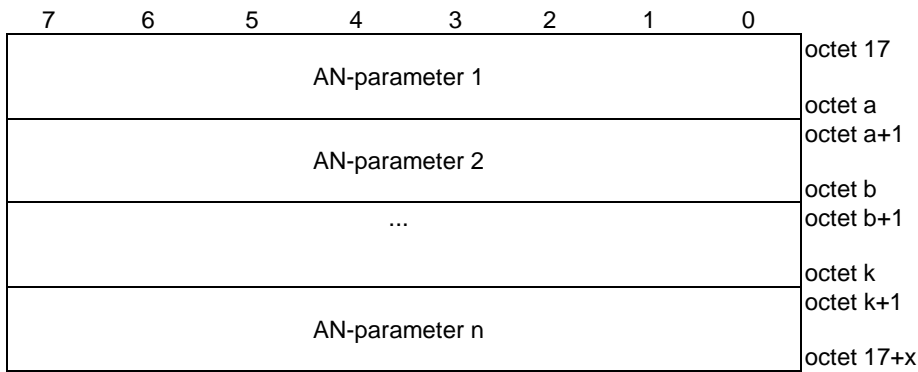 7 6 5 4 3 2 1 0
octet 17
AN-parameter 1
octet a
octet a+1
AN-parameter 2
octet b
... octet b+1
octet k
octet k+1
AN-parameter n
octet 17+x